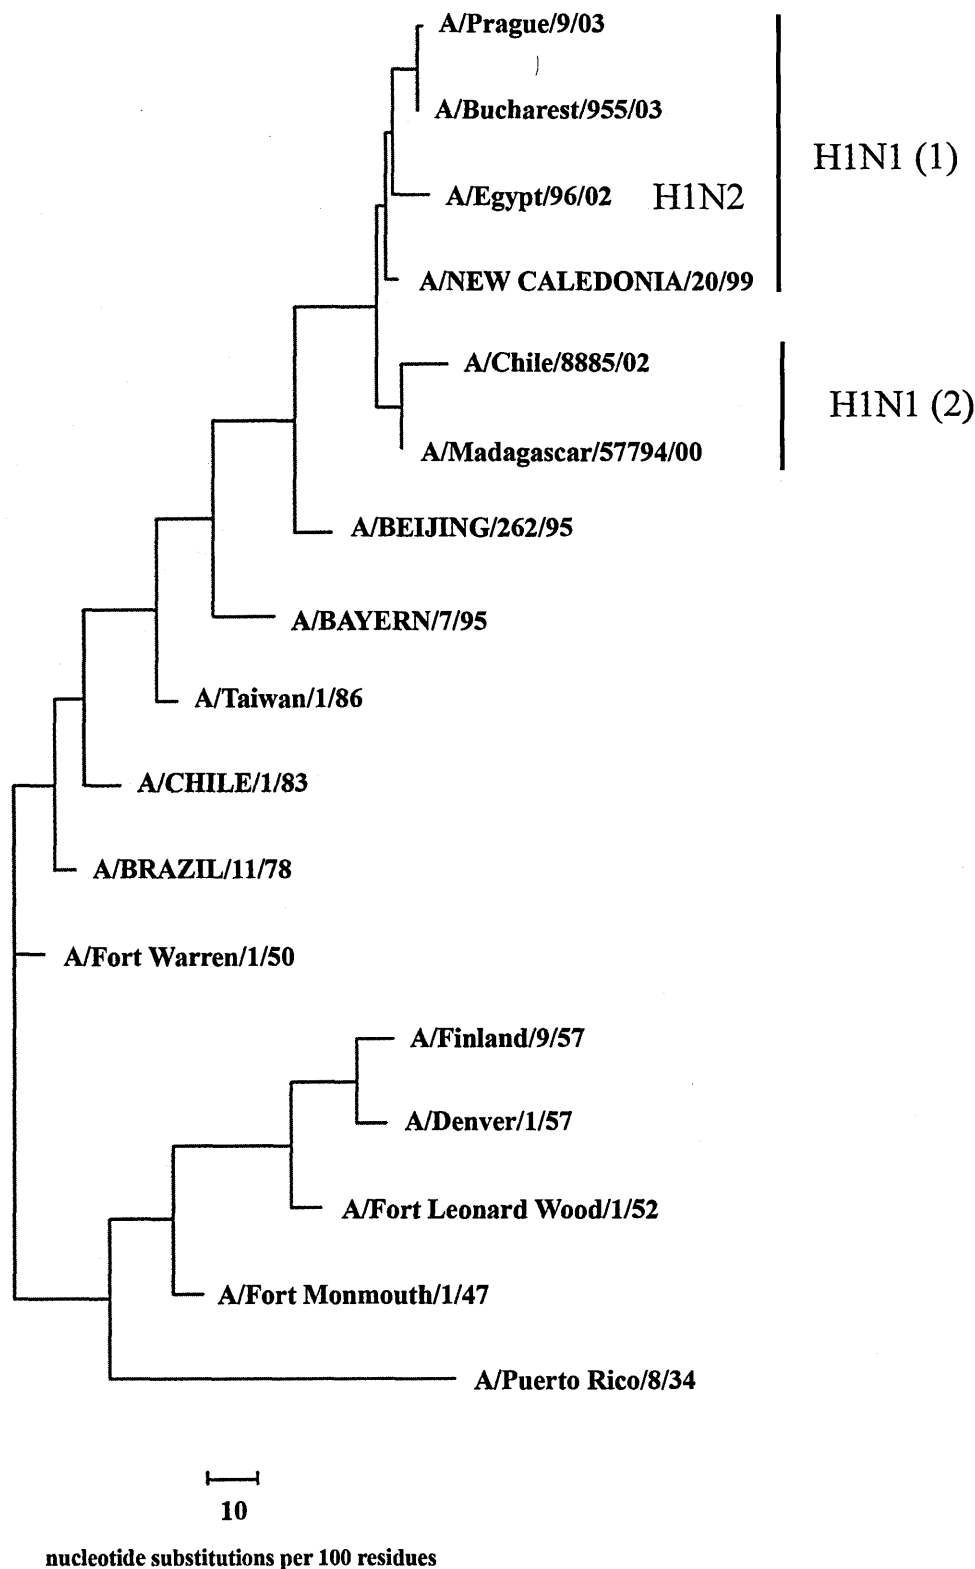 A/Prague/9/03
A/Bucharest/955/03
H1N1 (1)
A/Egypt/96/02 H1N2
A/NEW CALEDONIA/20/99
A/Chile/8885/02
H1N1 (2)
A/Madagascar/57794/00
A/BEIJING/262/95
A/BAYERN/7/95
A/Taiwan/1/86
A/CHILE/1/83
A/BRAZIL/11/78
A/Fort Warren/1/50
A/Finland/9/57
A/Denver/1/57
A/Fort Leonard Wood/1/52
A/Fort Monmouth/1/47
A/Puerto Rico/8/34
10
nucleotide substitutions per 100 residues